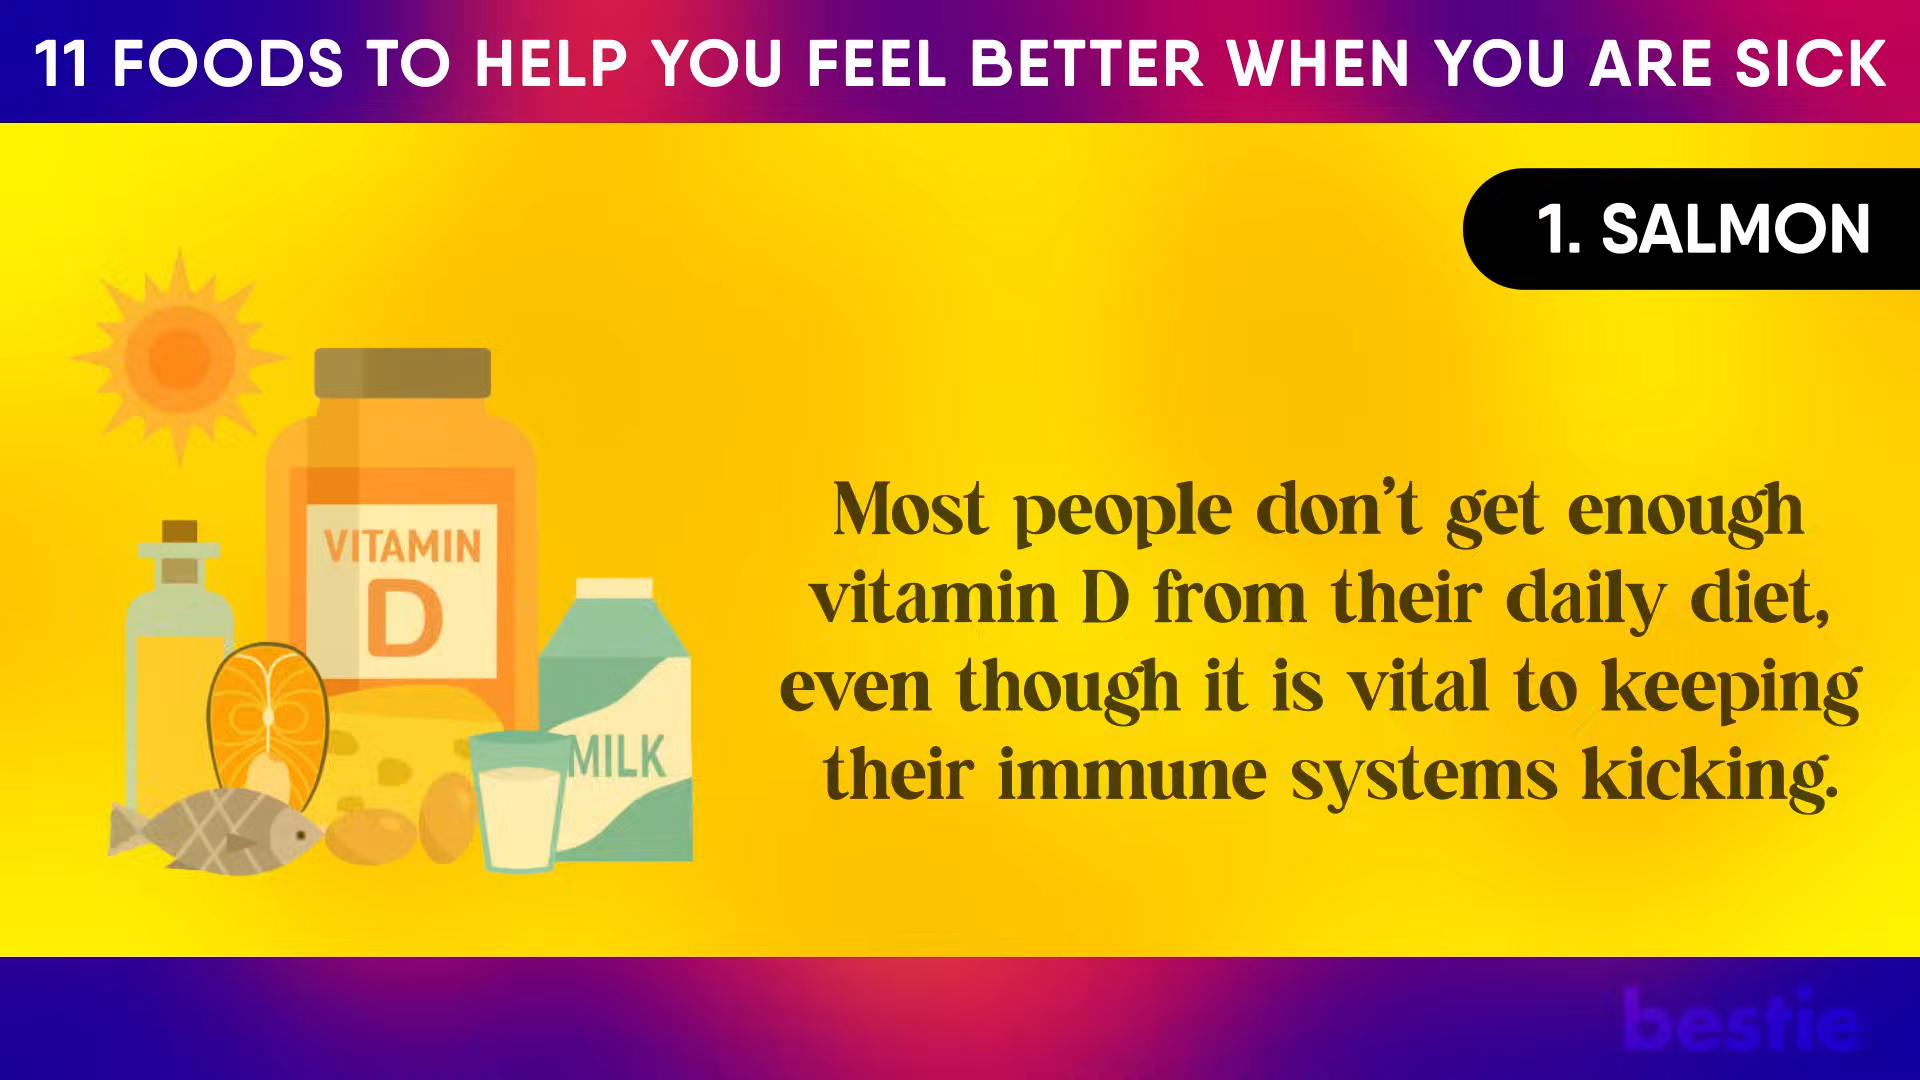 11 FOODS TO HELP YOU FEEL BETTER WHEN YOU ARE SICK
1. SALMON
VITAMIN
D
MILK
Most people don't get enough
vitamin D from their daily diet,
even though it is vital to keeping
their immune systems kicking.
bestie